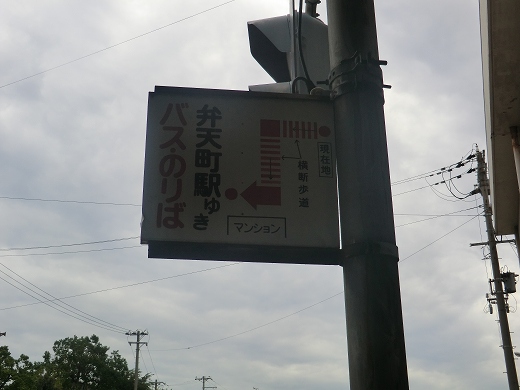 弁天町駅ゆき
バスのりば
現在地
横断歩道
マンション